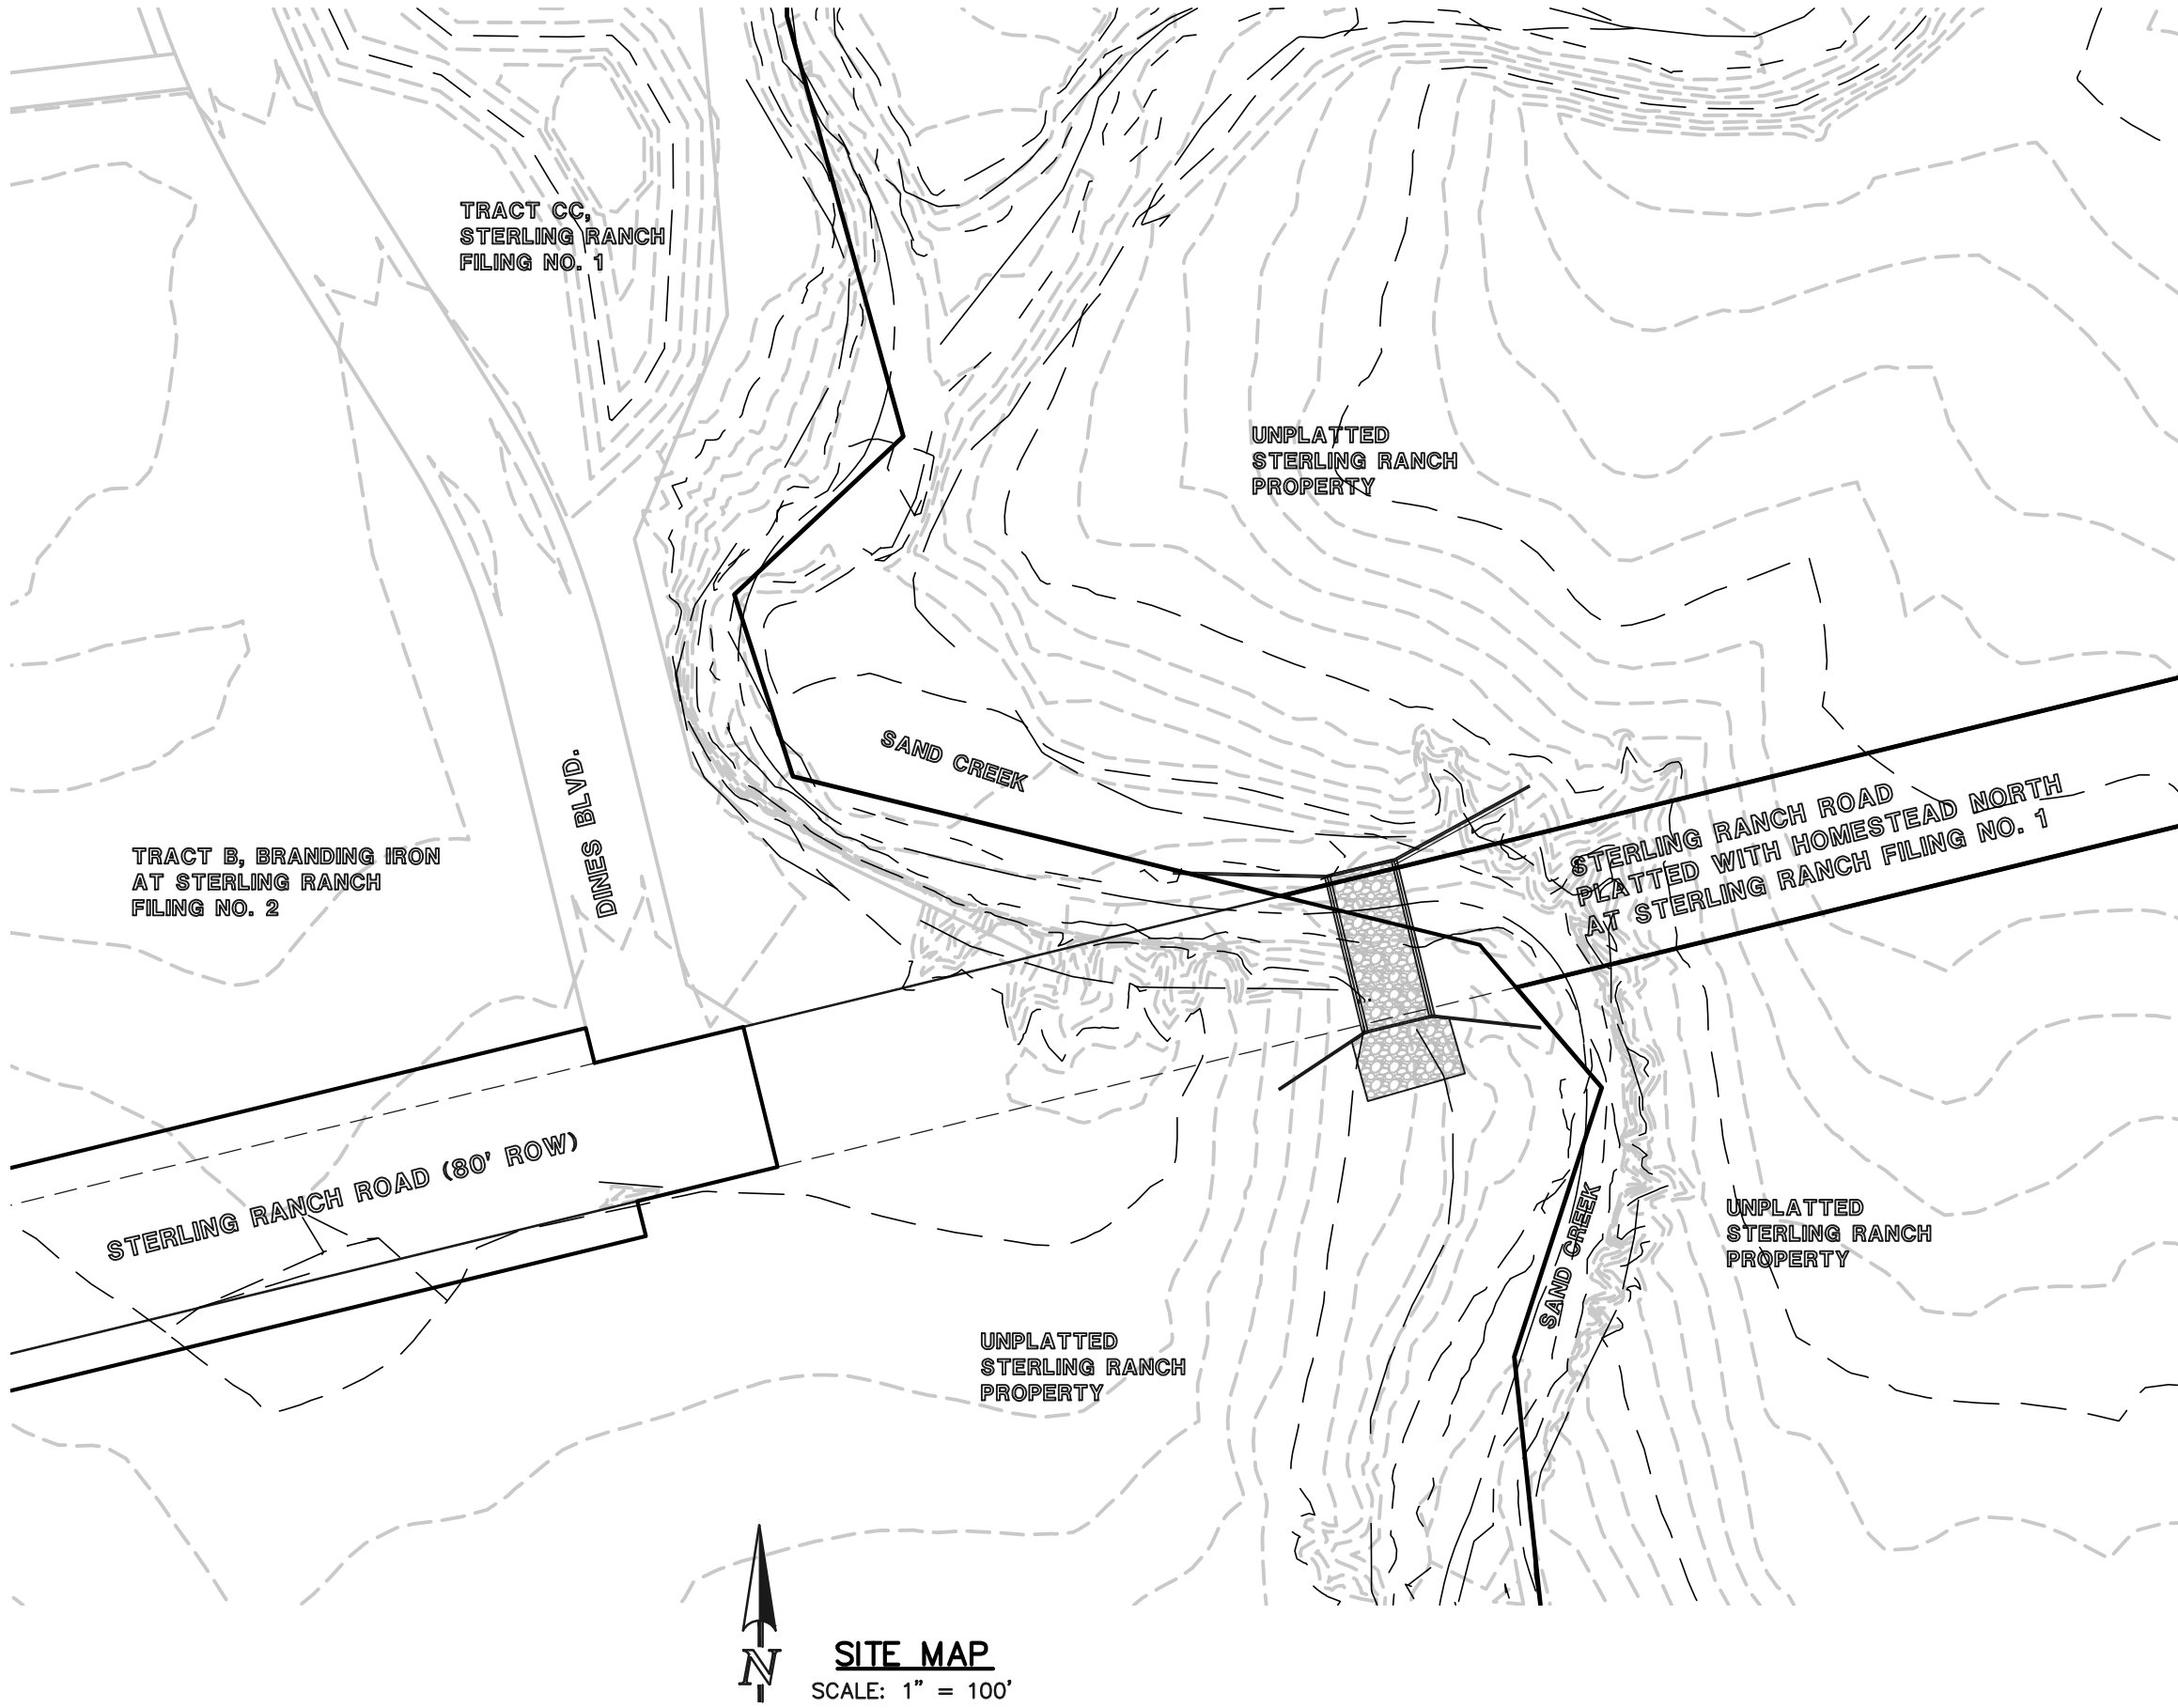 TRACT CC,
STERLING RANCH
FILING NO. 1
UNPLATTED
STERLING RANCH
PROPERTY
SAND CREEK
DINES BLVD.
STERLING RANCH ROAD
PLATTED WITH HOMESTEAD NORTH
AT STERLING RANCH FILING NO. 1
TRACT B, BRANDING IRON
AT STERLING RANCH
FILING NO. 2
STERLING RANCH ROAD (80' ROW)
SAND CREEK
UNPLATTED
STERLING RANCH
PROPERTY
UNPLATTED
STERLING RANCH
PROPERTY
N
SITE MAP
SCALE: 1" = 100'